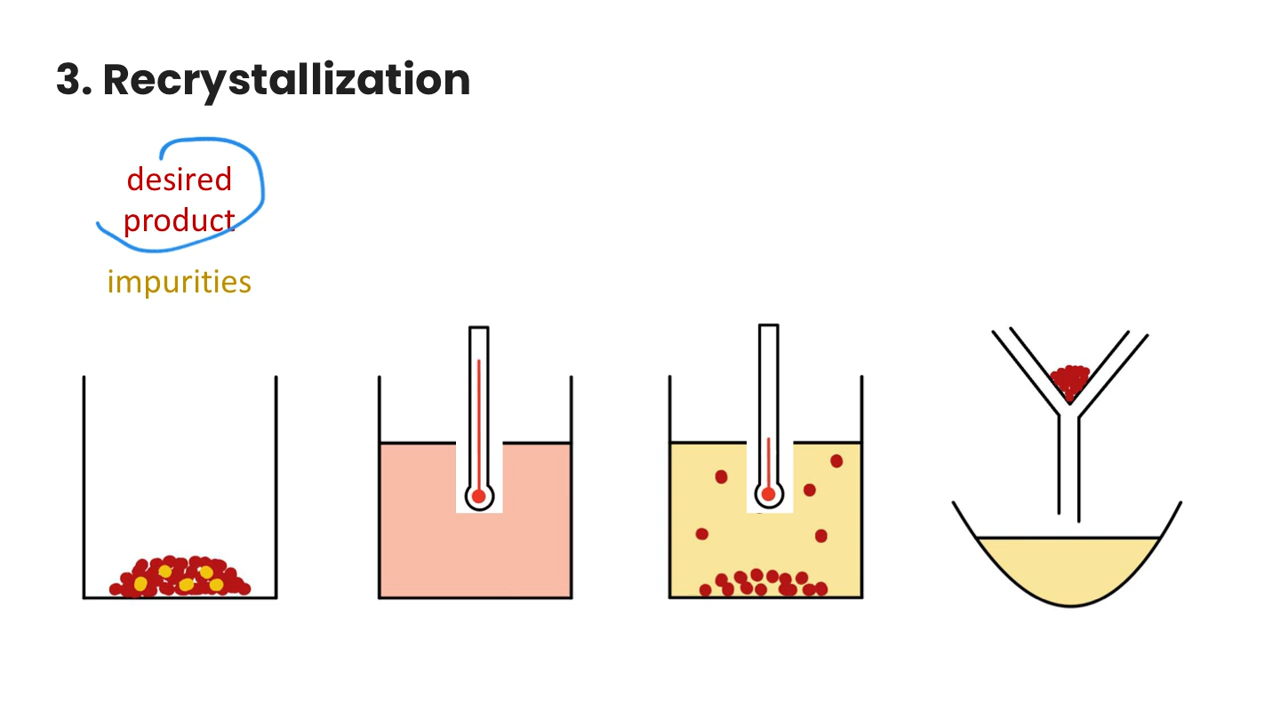 3. Recrystallization
desired
product
impurities